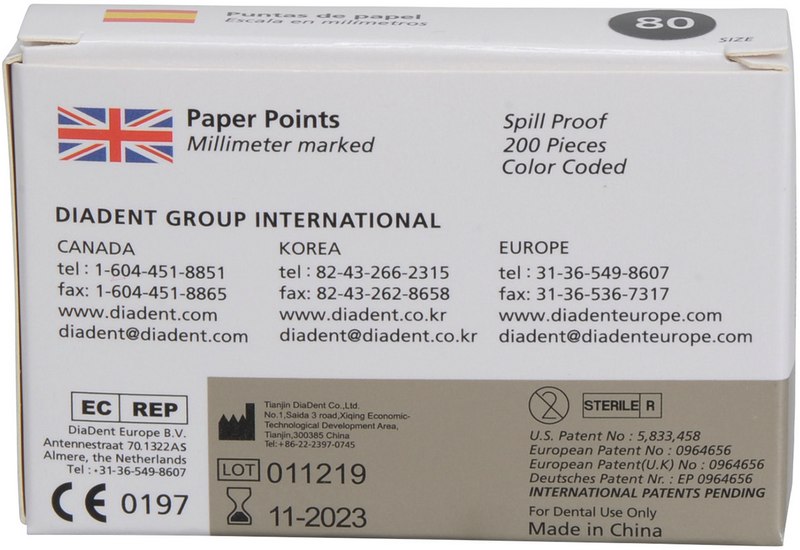 Puntas de papel
Escala en milímetros
80
SIZE
Paper Points
Millimeter marked
Spill Proof
200 Pieces
Color Coded
DIADENT GROUP INTERNATIONAL
CANADA
tel : 1-604-451-8851
fax: 1-604-451-8865
www.diadent.com
diadent@diadent.com
KOREA
tel : 82-43-266-2315
fax: 82-43-262-8658
www.diadent.co.kr
diadent@diadent.co.kr
EUROPE
tel : 31-36-549-8607
fax: 31-36-536-7317
www.diadenteurope.com
diadent@diadenteurope.com
EC REP
DiaDent Europe B.V.
Antennestraat 70.1322AS
Almere, the Netherlands
Tel : +31-36-549-8607
CE 0197
Tianjin DiaDent Co.,Ltd.
No.1,Saida 3 road,Xiqing Economic-
Technological Development Area,
Tianjin,300385 China
Tel:+86-22-2397-0745
LOT 011219
11-2023
2
STERILE R
U.S. Patent No : 5,833,458
European Patent No : 0964656
European Patent(U.K) No : 0964656
Deutsches Patent Nr. : EP 0964656
INTERNATIONAL PATENTS PENDING
For Dental Use Only
Made in China